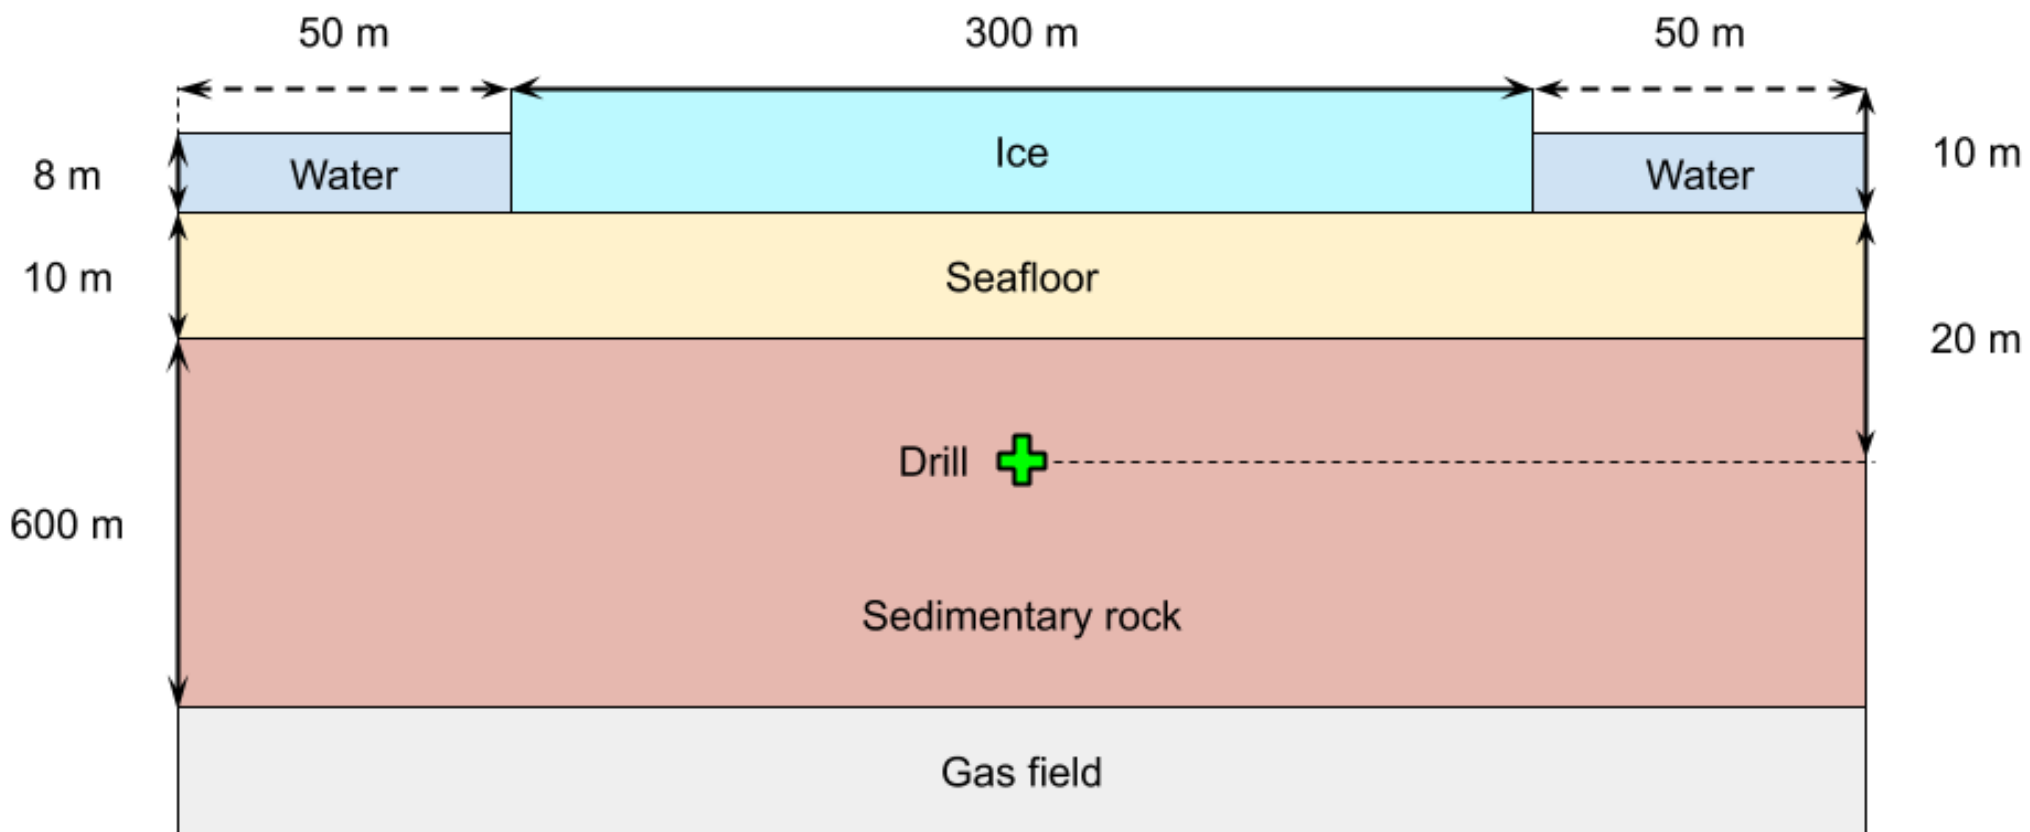 50 m
300 m
50 m
Ice
10 m
8 m
Water
Water
10 m
Seafloor
20 m
Drill
600 m
Sedimentary rock
Gas field